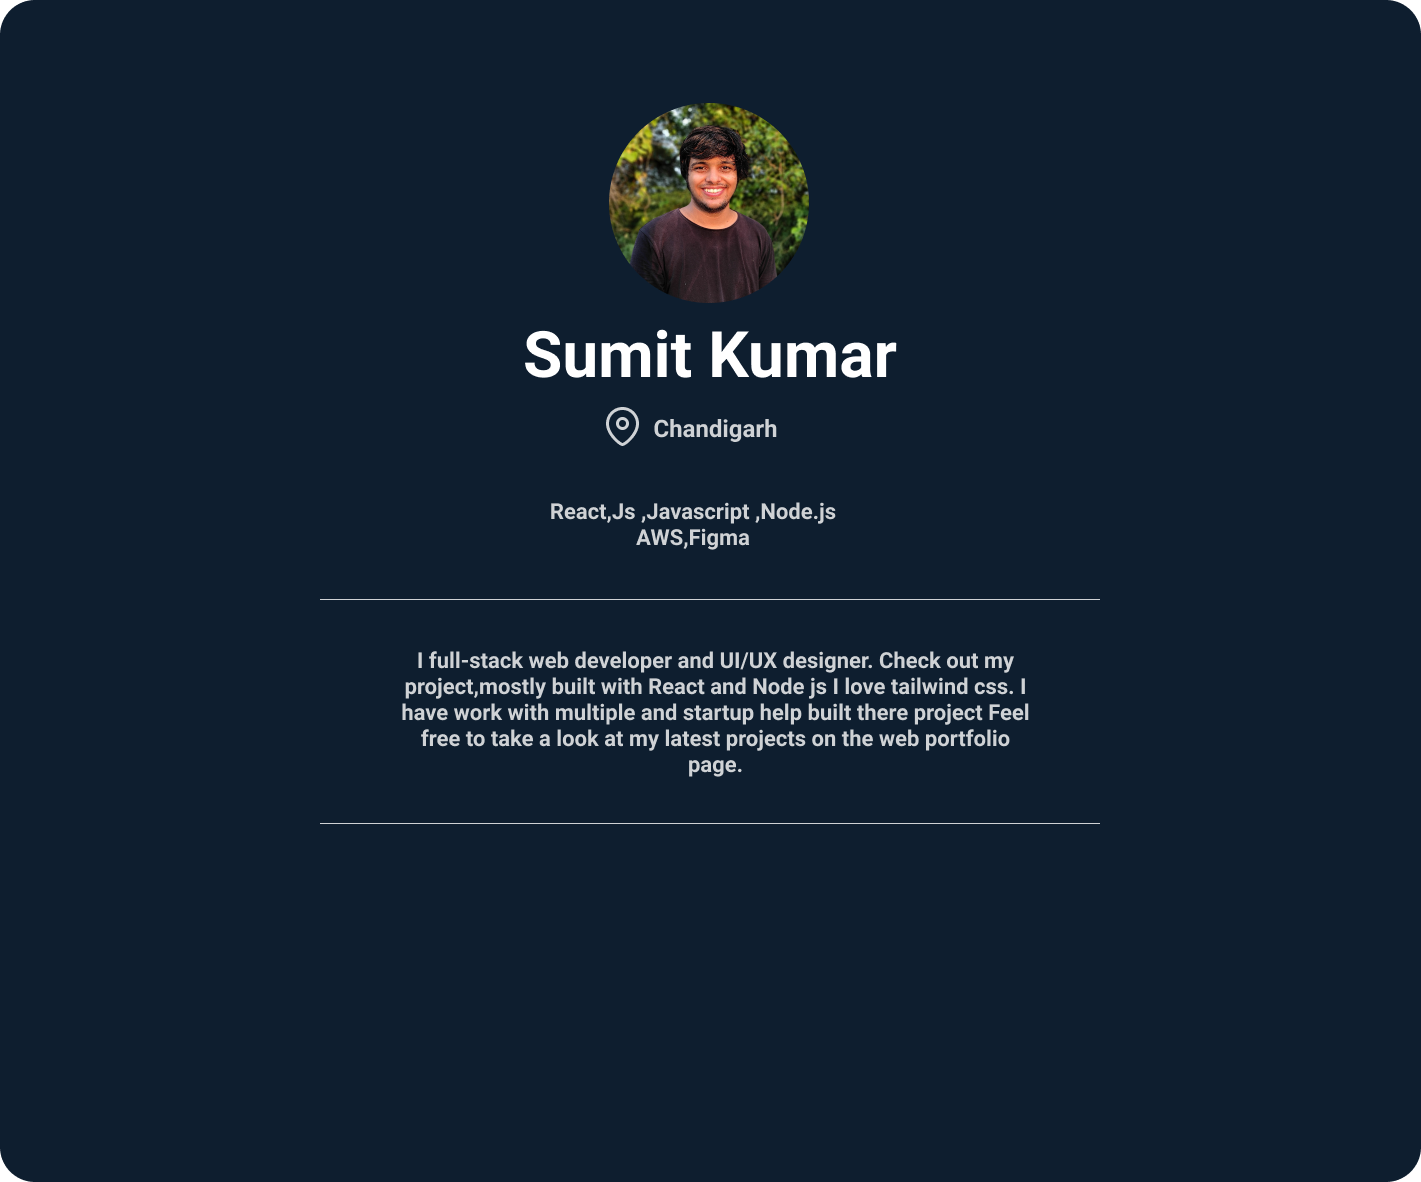 Sumit Kumar
Chandigarh
React,Js ,Javascript ,Node.js
AWS,Figma
I full-stack web developer and UI/UX designer. Check out my
project,mostly built with React and Node js I love tailwind css. I
have work with multiple and startup help built there project Feel
free to take a look at my latest projects on the web portfolio
page.